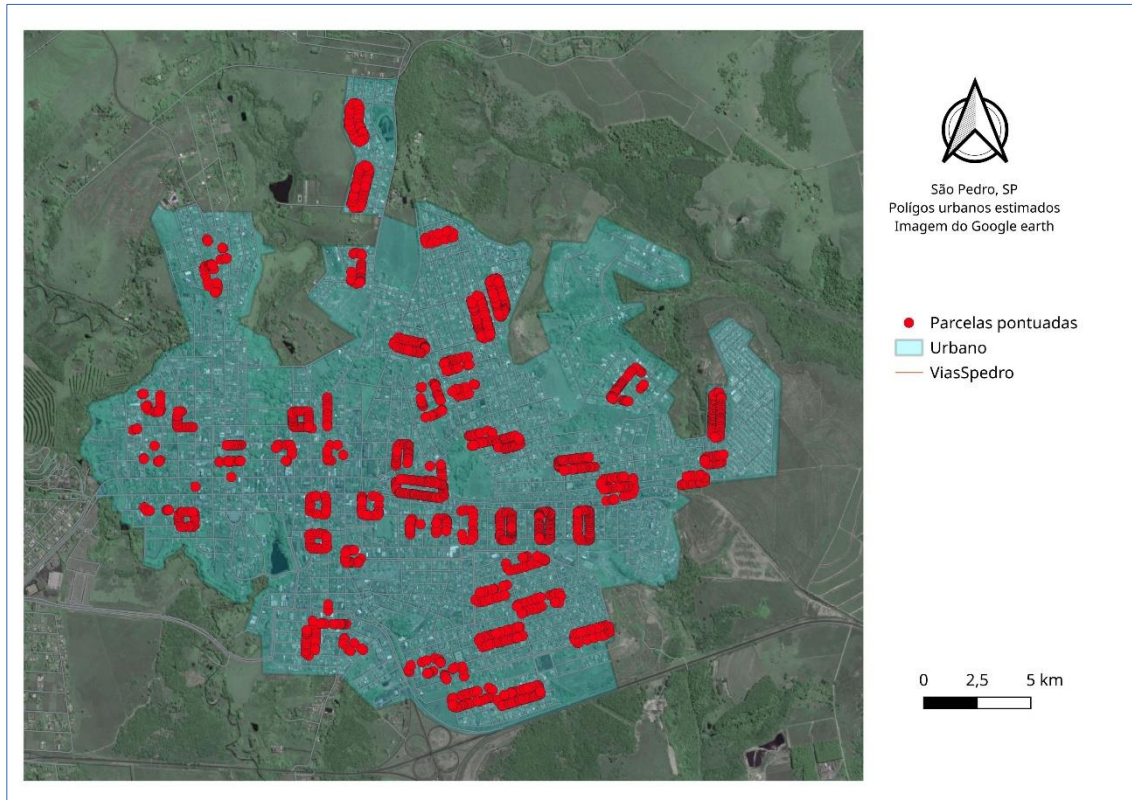 São Pedro, SP
Polígos urbanos estimados
Imagem do Google earth
Parcelas pontuadas
Urbano
ViasSpedro
0 2,5 5 km